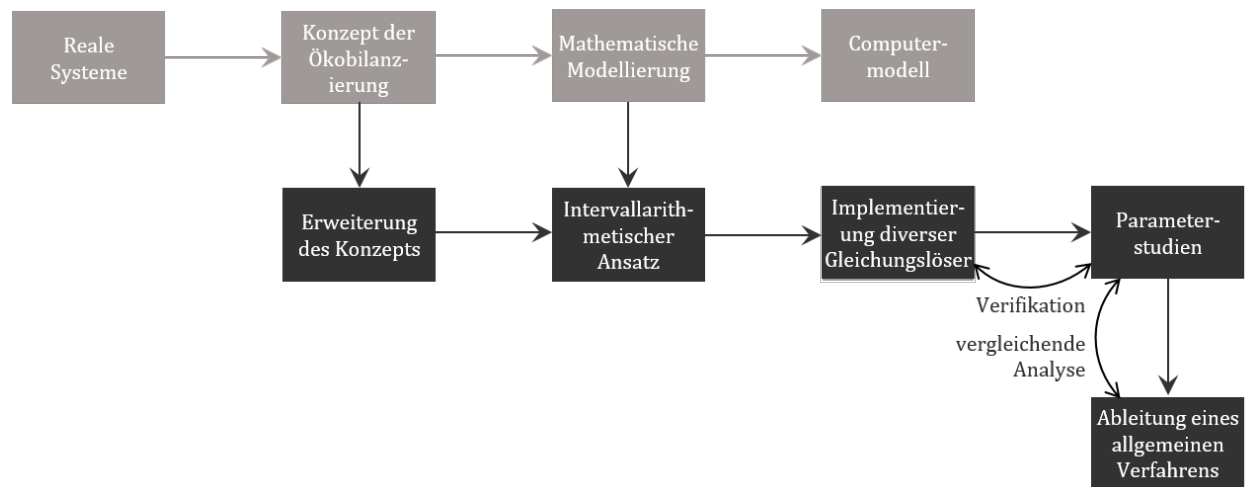 Reale
Systeme
Konzept der
Ökobilanz-
ierung
Mathematische
Modellierung
Computer-
modell
Erweiterung
des Konzepts
Intervallarith-
metischer
Ansatz
Implementier-
ung diverser
Gleichungslöser
Parameter-
studien
Verifikation
vergleichende
Analyse
Ableitung eines
allgemeinen
Verfahrens